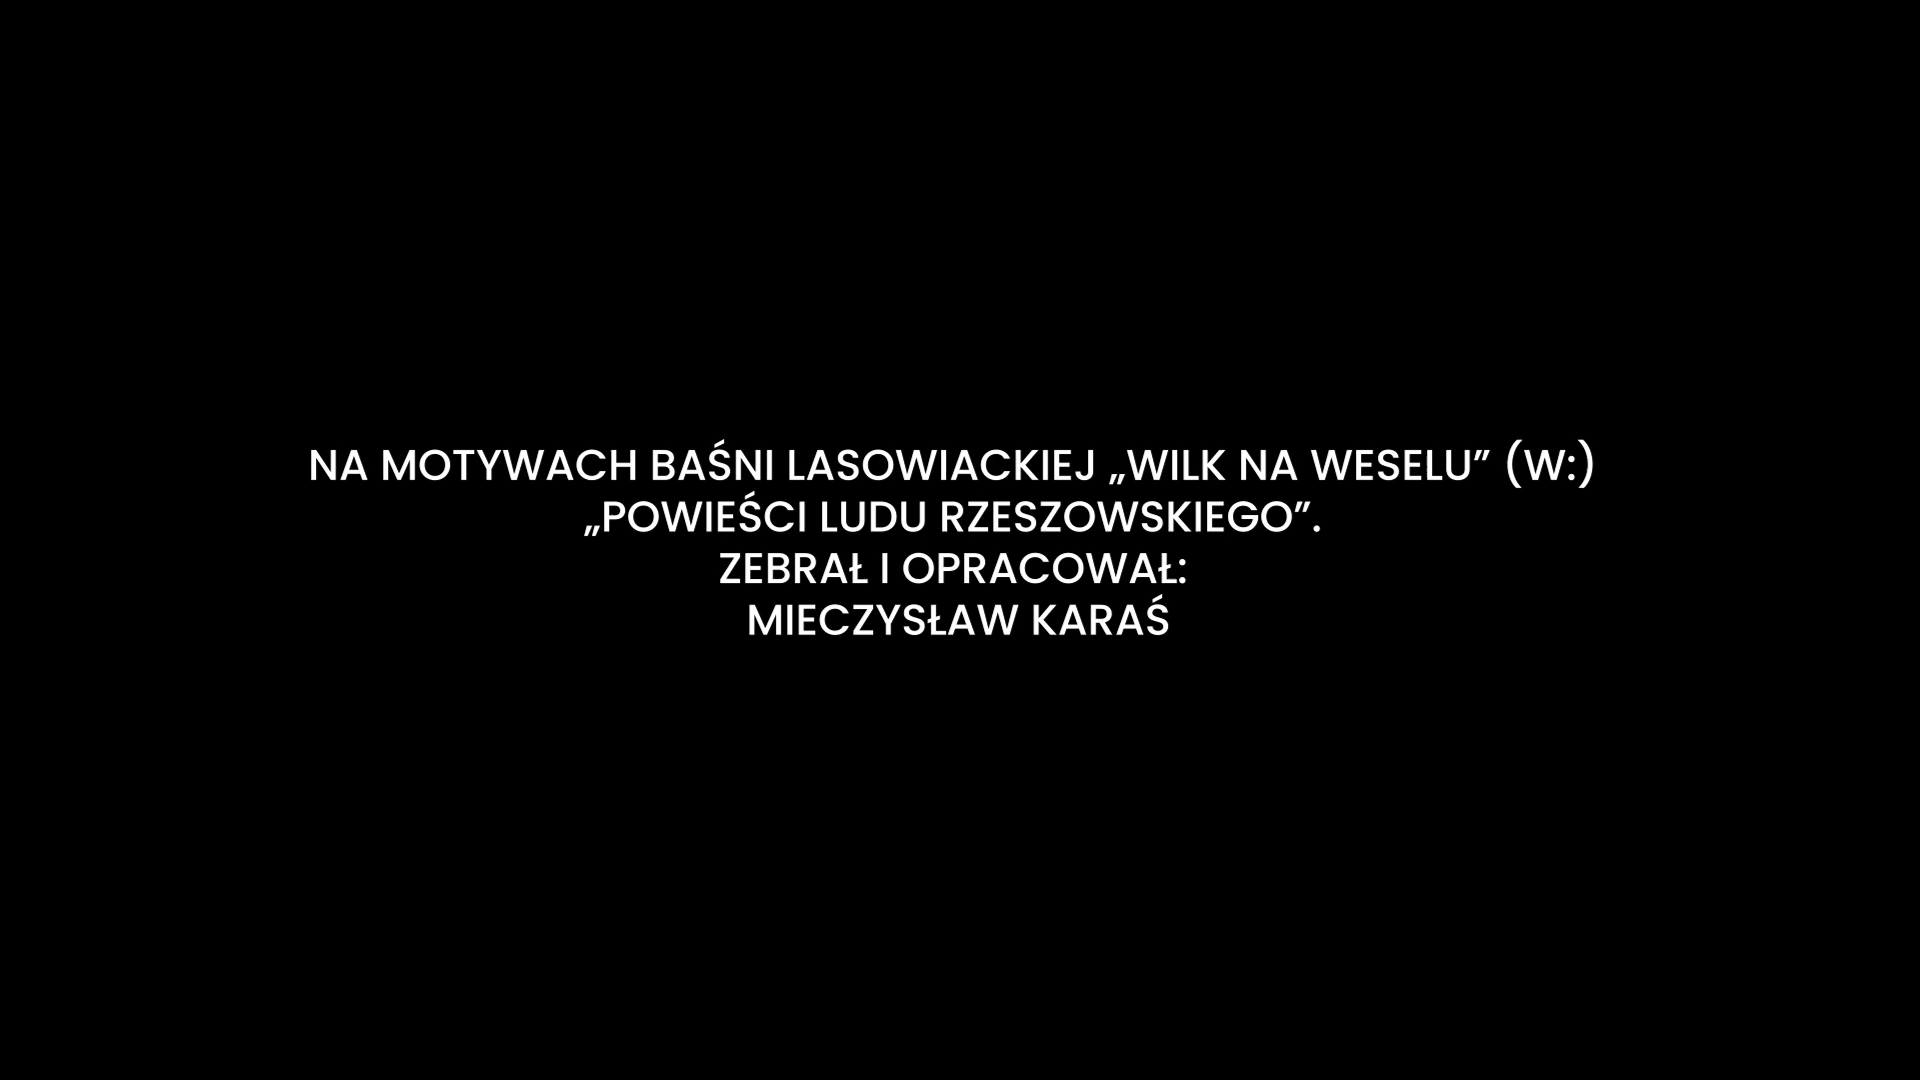 NA MOTYWACH BAŚNI LASOWIACKIEJ „WILK NA WESELU” (W:)
„POWIEŚCI LUDU RZESZOWSKIEGO”.
ZEBRAŁ I OPRACOWAŁ:
MIECZYSŁAW KARAŚ